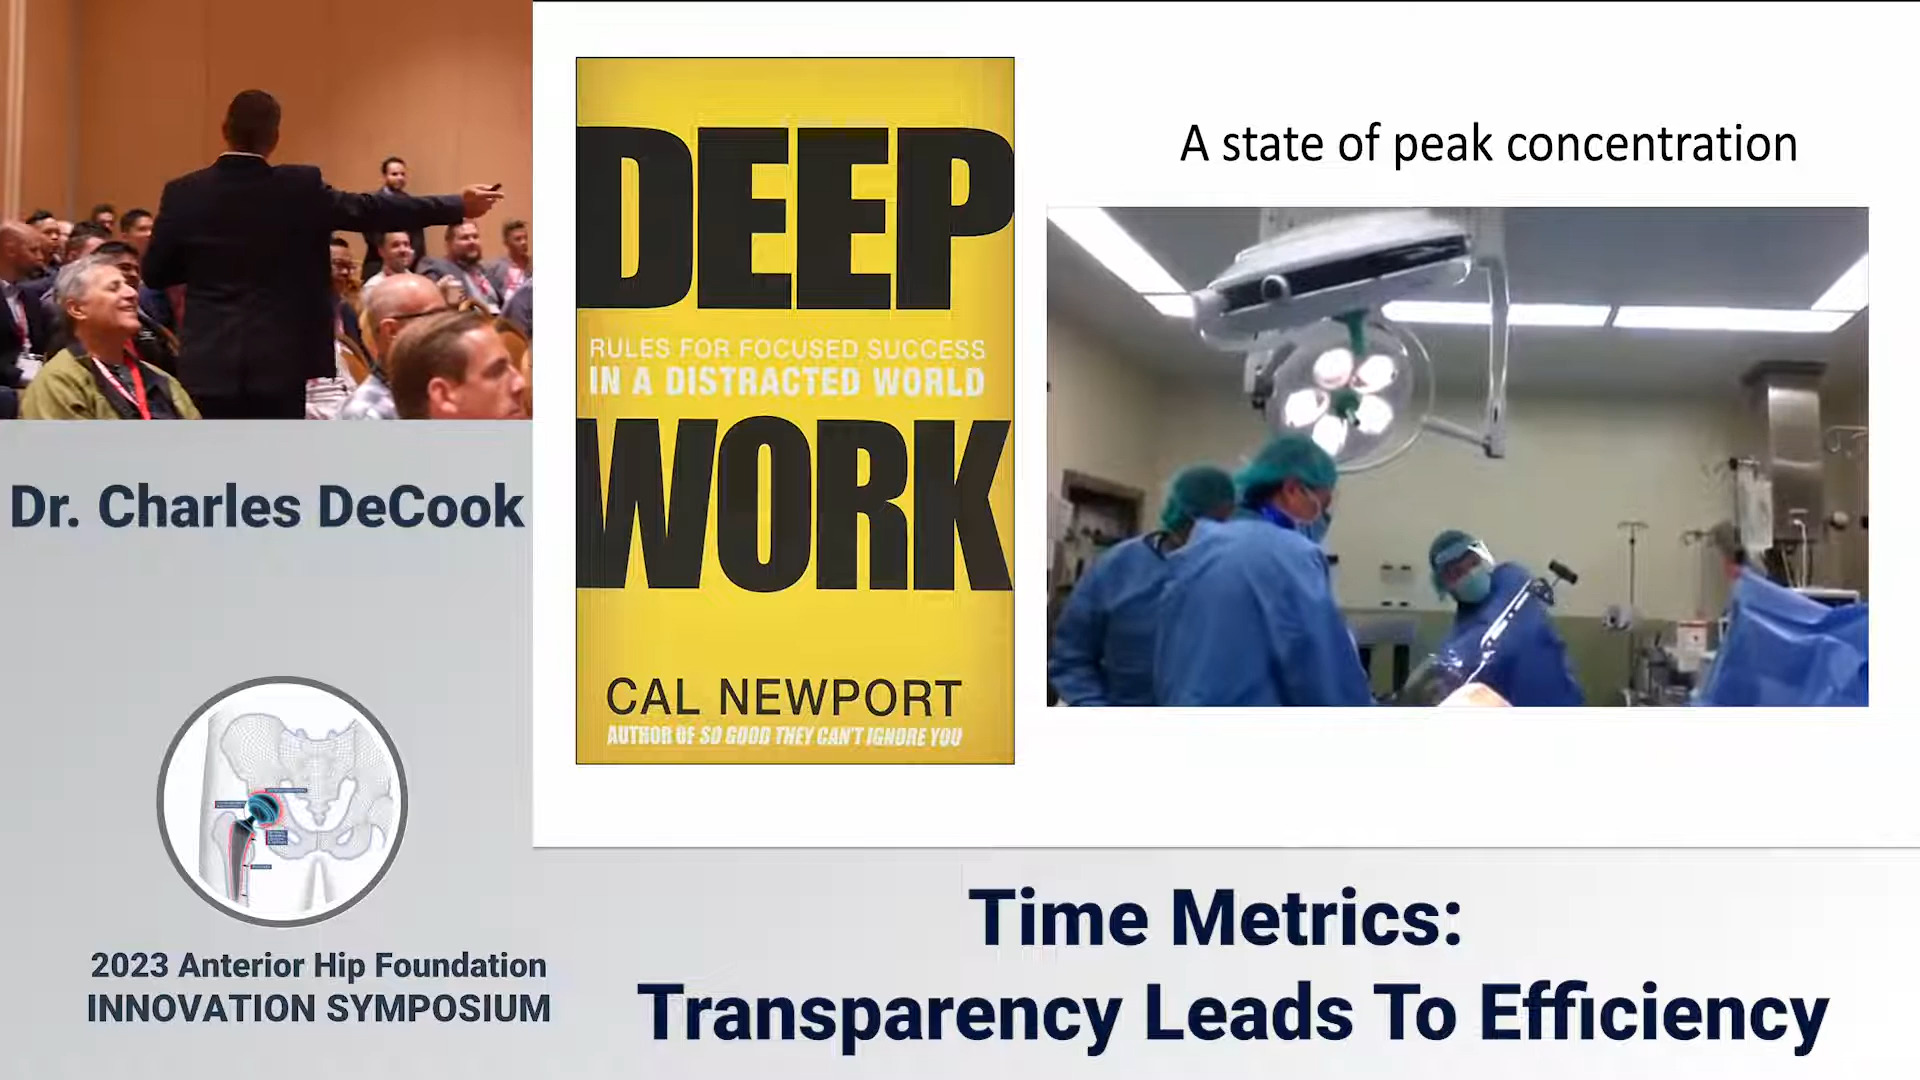 DEEP
RULES FOR FOCUSED SUCCESS
IN A DISTRACTED WORLD
WORK
CAL NEWPORT
AUTHOR OF SO GOOD THEY CAN'T IGNORE YOU
A state of peak concentration
Dr. Charles DeCook
2023 Anterior Hip Foundation
INNOVATION SYMPOSIUM
Time Metrics:
Transparency Leads To Efficiency